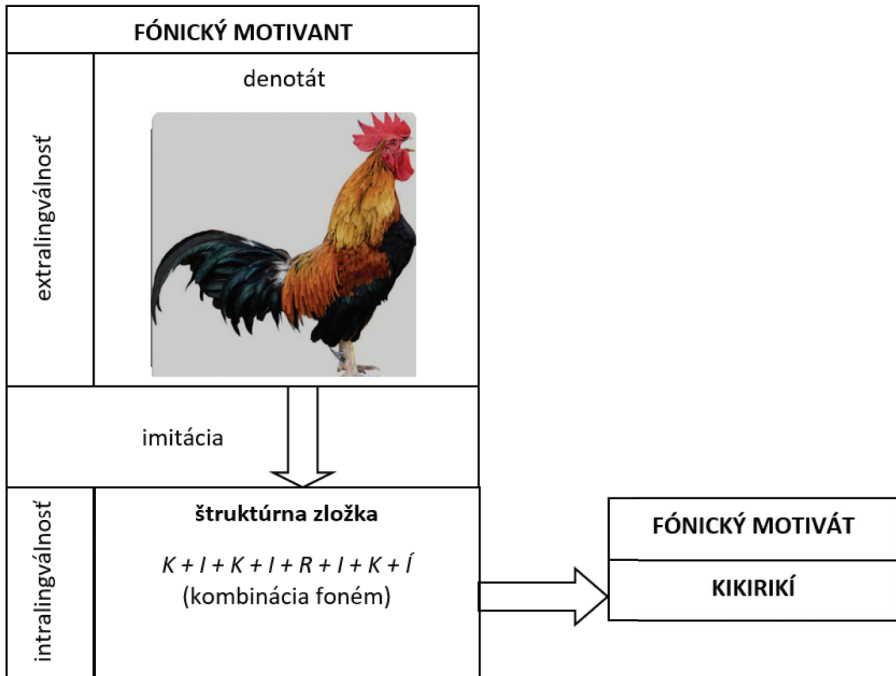 FÓNICKÝ MOTIVANT
extralingválnosť
denotát
imitácia
intralingválnosť
štruktúrna zložka
K + I + K + I + R + I + K + Í
(kombinácia foném)
FÓNICKÝ MOTIVÁT
KIKIRIKÍ